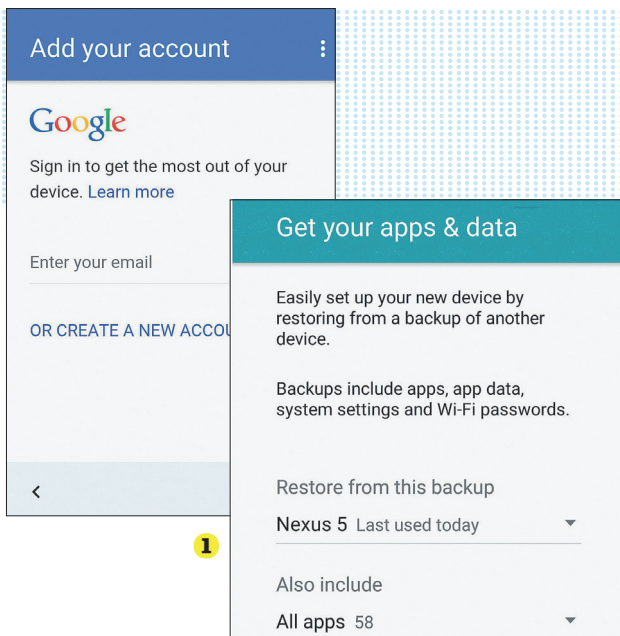 Add your account
Google
Sign in to get the most out of your
device. Learn more
Enter your email
OR CREATE A NEW
Get your apps & data
Easily set up your new device by
restoring from a backup of another
device.
Backups include apps, app data,
system settings and Wi-Fi passwords.
Restore from this backup
Nexus 5 Last used today
Also include
All apps 58
1